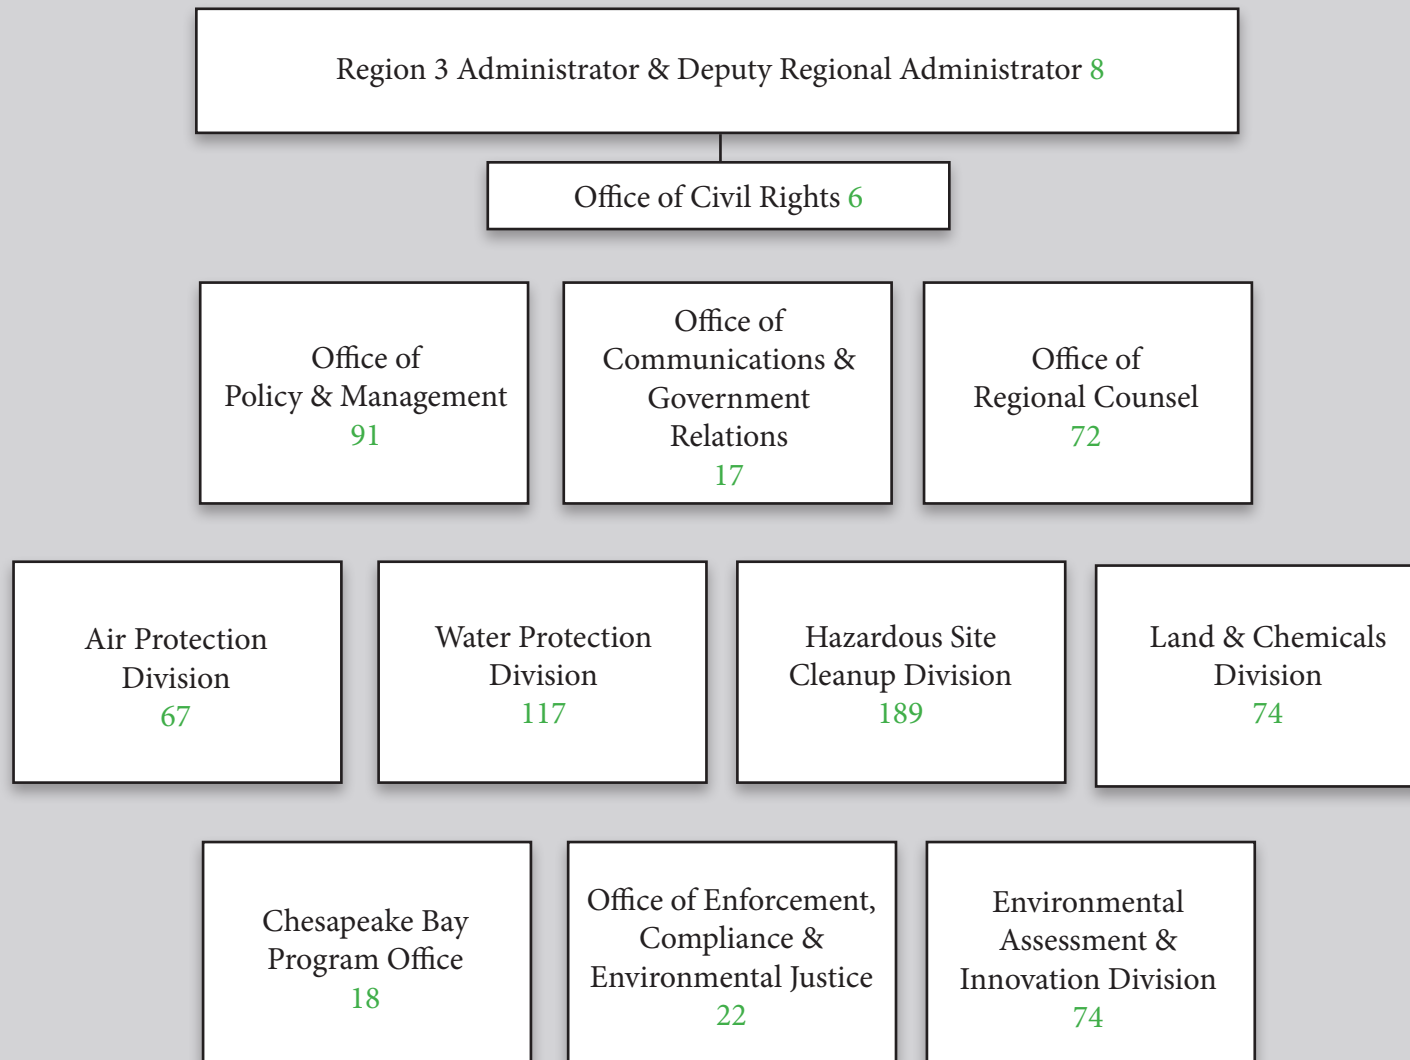 Region 3 Administrator & Deputy Regional Administrator 8
Office of Civil Rights 6
Office of
Policy & Management
91
Office of
Communications &
Government
Relations
17
Office of
Regional Counsel
72
Air Protection
Division
67
Water Protection
Division
117
Hazardous Site
Cleanup Division
189
Land & Chemicals
Division
74
Chesapeake Bay
Program Office
18
Office of Enforcement,
Compliance &
Environmental Justice
22
Environmental
Assessment &
Innovation Division
74